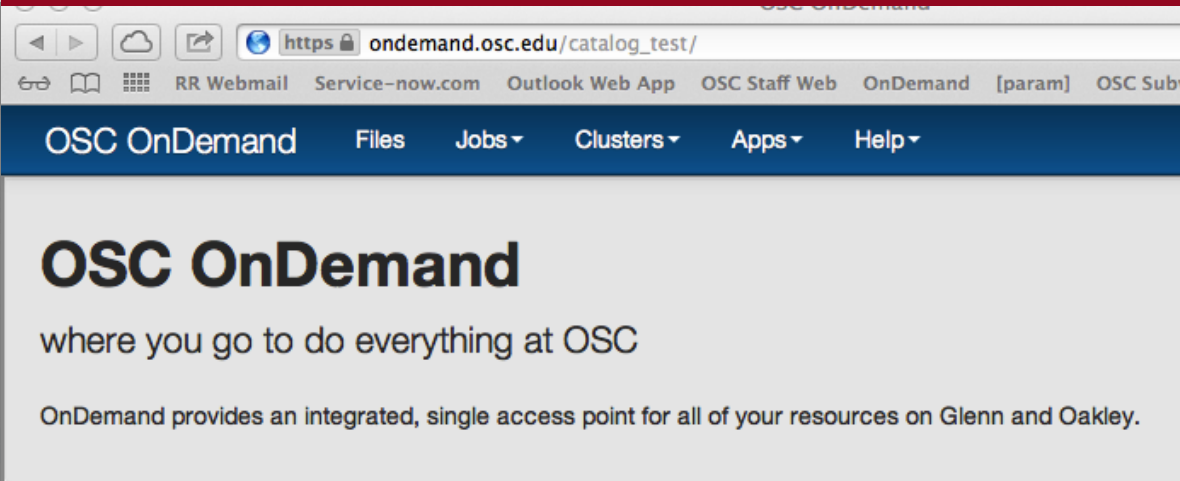 OSC OnDemand
https ondemand.osc.edu/catalog_test/
RR Webmail Service-now.com Outlook Web App OSC Staff Web OnDemand [param] OSC Sub
OSC OnDemand Files Jobs Clusters Apps Help
OSC OnDemand
where you go to do everything at OSC
OnDemand provides an integrated, single access point for all of your resources on Glenn and Oakley.